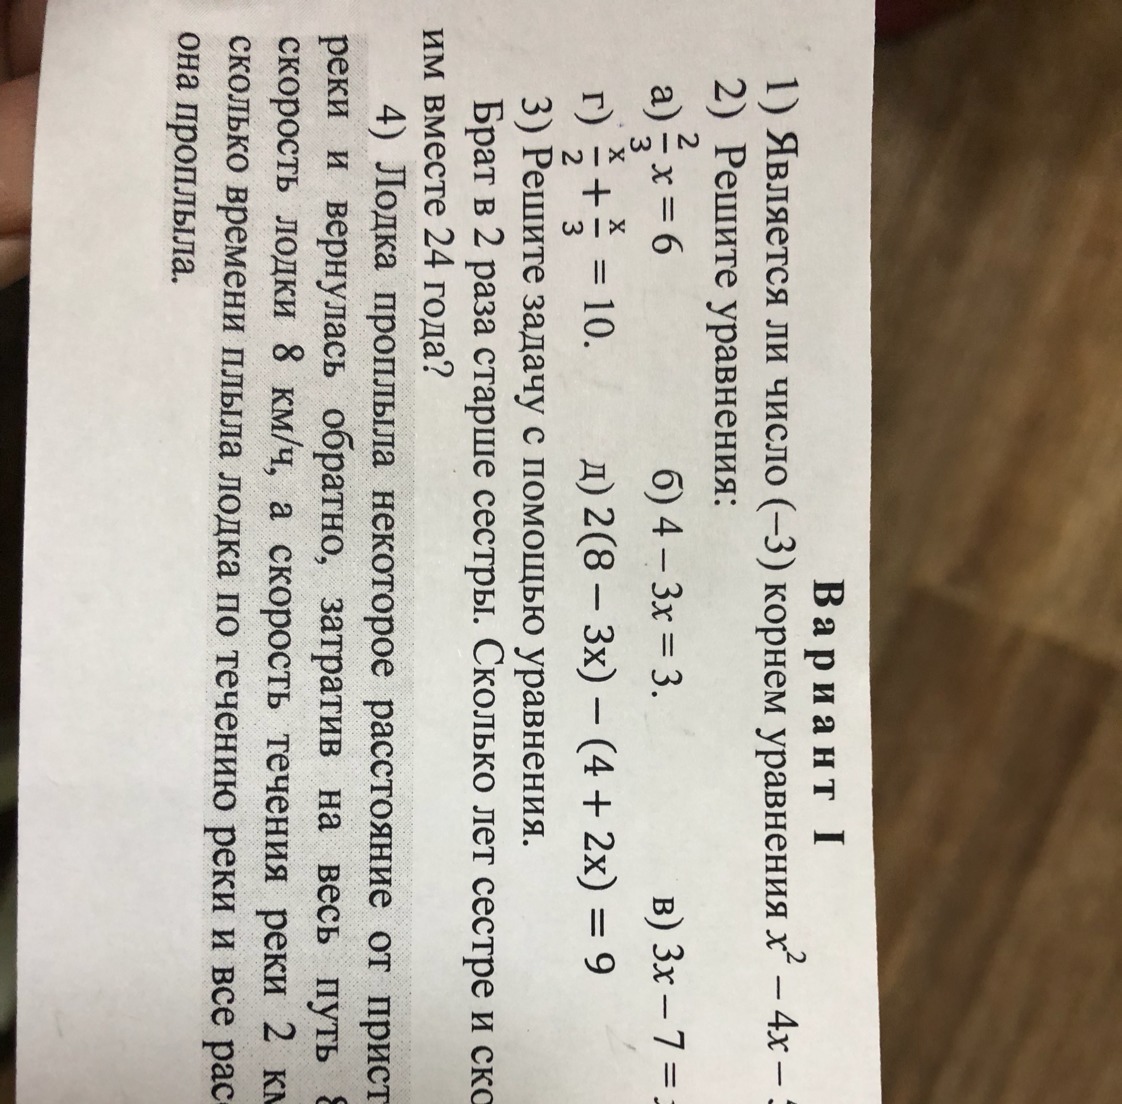 Вариант I
1) Является ли число (–3) корнем уравнения x² – 4x –
2) Решите уравнения:
а) 2/3 x = 6 б) 4 – 3x = 3. в) 3x – 7 =
г) x/2 + x/3 = 10. д) 2(8 – 3x) – (4 + 2x) = 9
3) Решите задачу с помощью уравнения.
Брат в 2 раза старше сестры. Сколько лет сестре и
им вместе 24 года?
4) Лодка проплыла некоторое расстояние от
реки и вернулась обратно, затратив на весь путь
скорость лодки 8 км/ч, а скорость течения реки 2
сколько времени плыла лодка по течению реки и все
она проплыла.